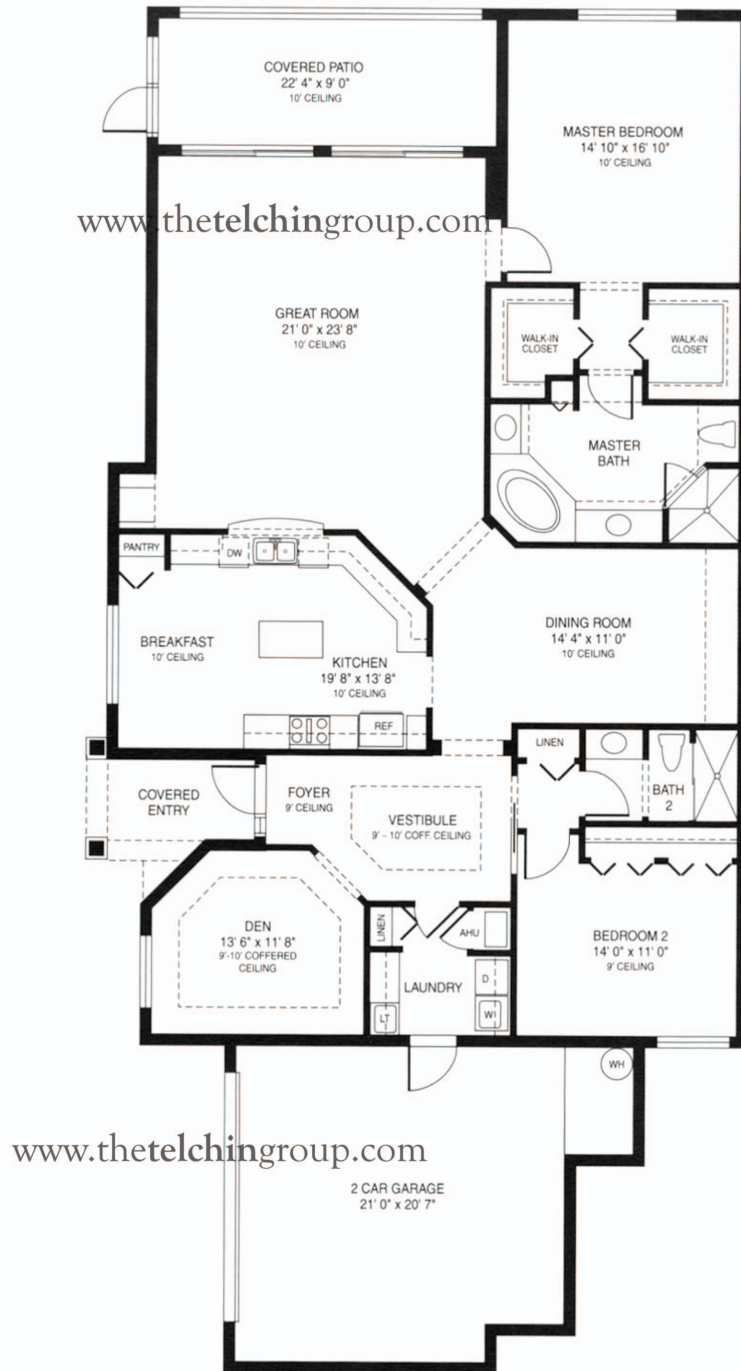 COVERED PATIO
22' 4" x 9' 0"
10' CEILING
MASTER BEDROOM
14' 10" x 16' 10"
10' CEILING
www.thetelchingroup.com
GREAT ROOM
21' 0" x 23' 8"
10' CEILING
WALK-IN
CLOSET
WALK-IN
CLOSET
MASTER
BATH
PANTRY
DW
BREAKFAST
10' CEILING
KITCHEN
19' 8" x 13' 8"
10' CEILING
REF
DINING ROOM
14' 4" x 11' 0"
10' CEILING
LINEN
BATH
2
COVERED
ENTRY
FOYER
9' CEILING
VESTIBULE
9' - 10' COFF. CEILING
DEN
13' 6" x 11' 8"
9'-10' COFFERED
CEILING
LINEN
AHU
BEDROOM 2
14' 0" x 11' 0"
9' CEILING
LAUNDRY
D
WI
LT
WH
www.thetelchingroup.com
2 CAR GARAGE
21' 0" x 20' 7"